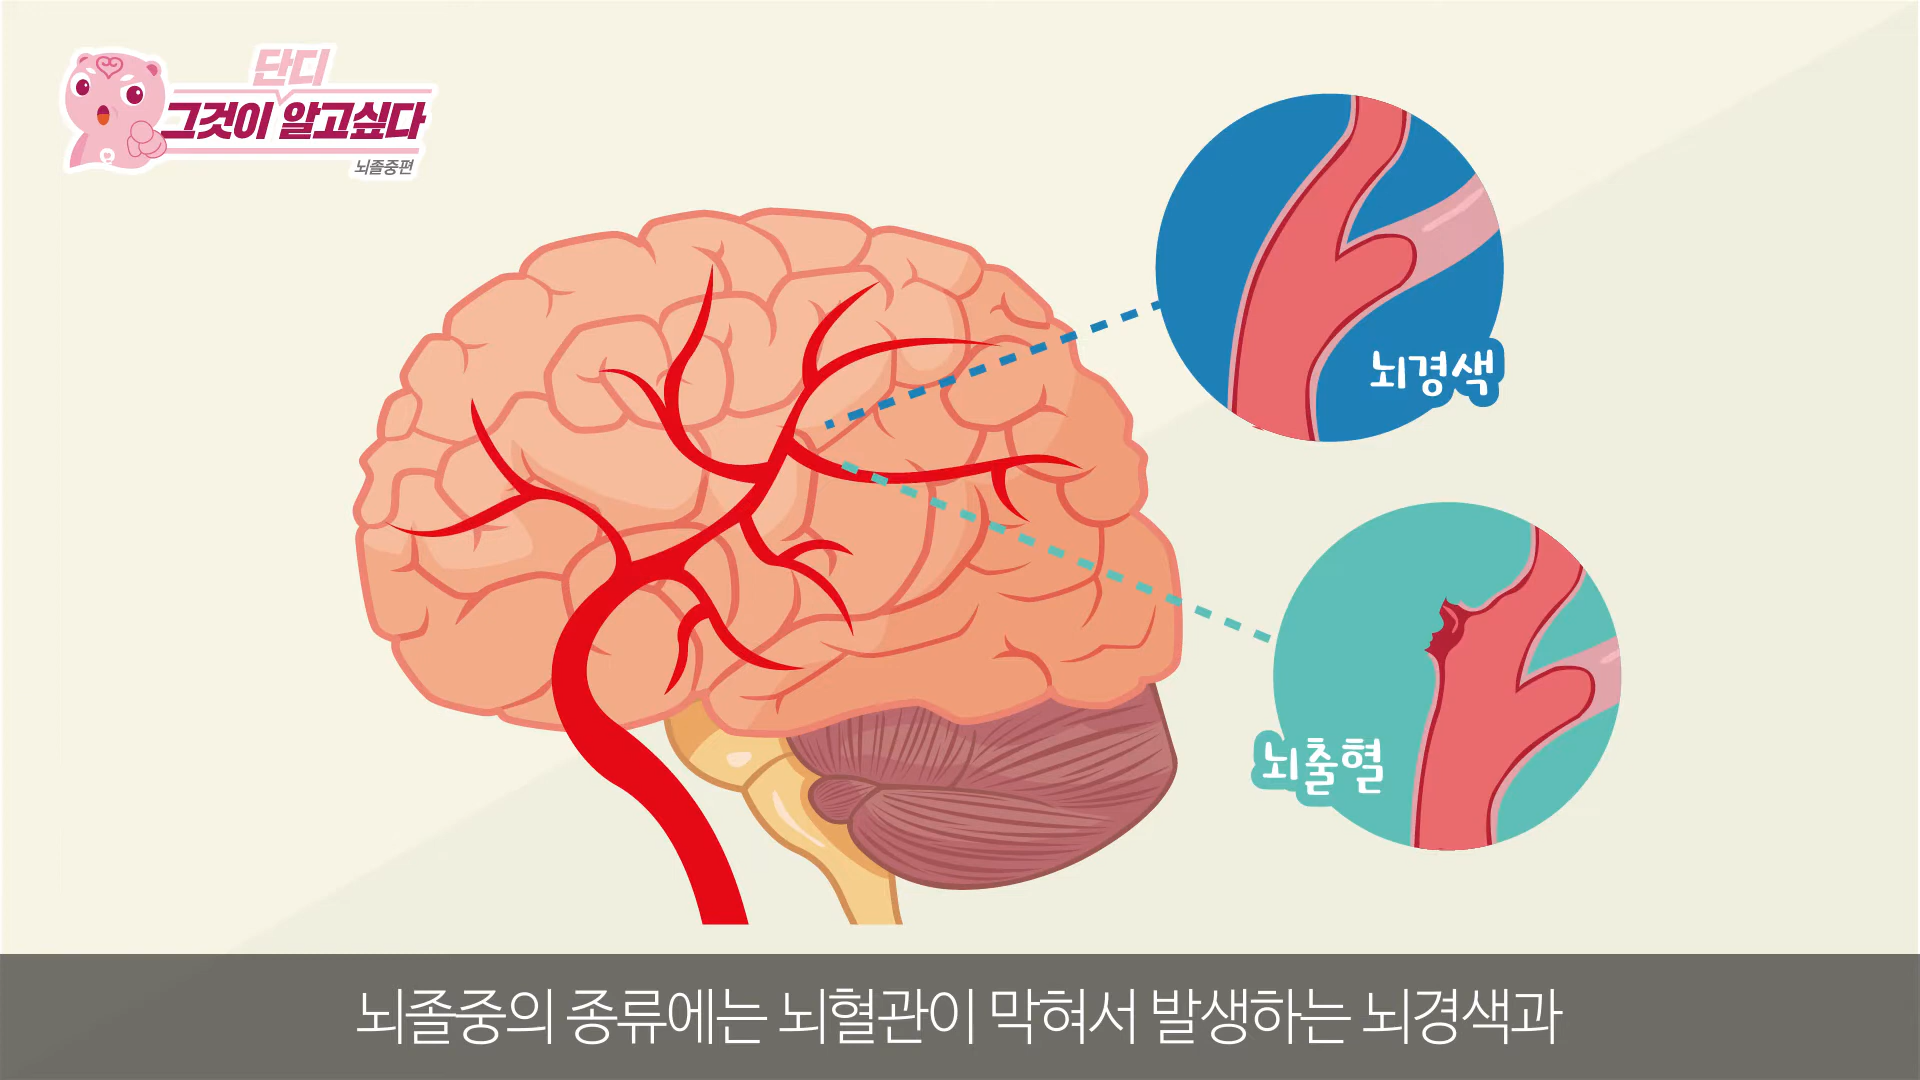 단디
그것이 알고싶다
뇌졸중편
뇌경색
뇌출혈
뇌졸중의 종류에는 뇌혈관이 막혀서 발생하는 뇌경색과